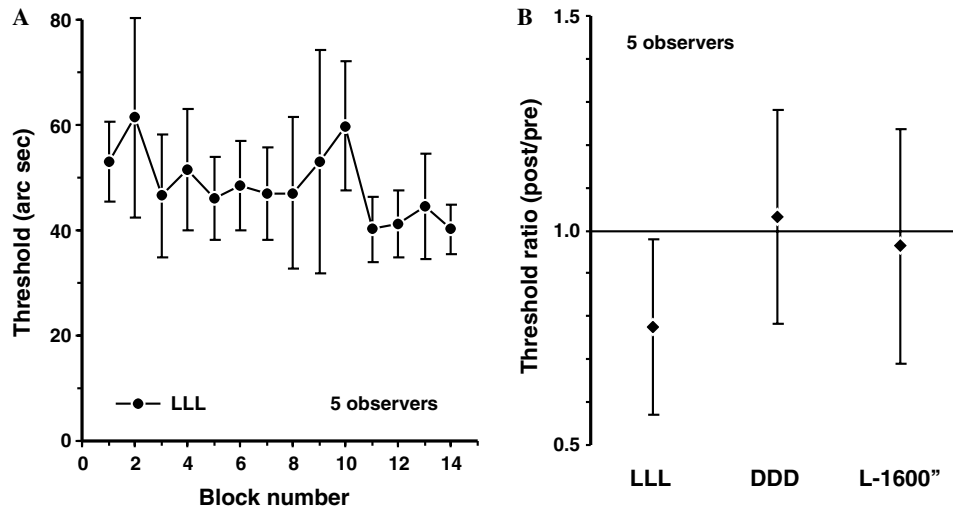 A
Threshold (arc sec)
80
60
40
20
0
LLL
5 observers
0 2 4 6 8 10 12 14
Block number
B
Threshold ratio (post/pre)
1.5
1.0
0.5
5 observers
LLL DDD L-1600”